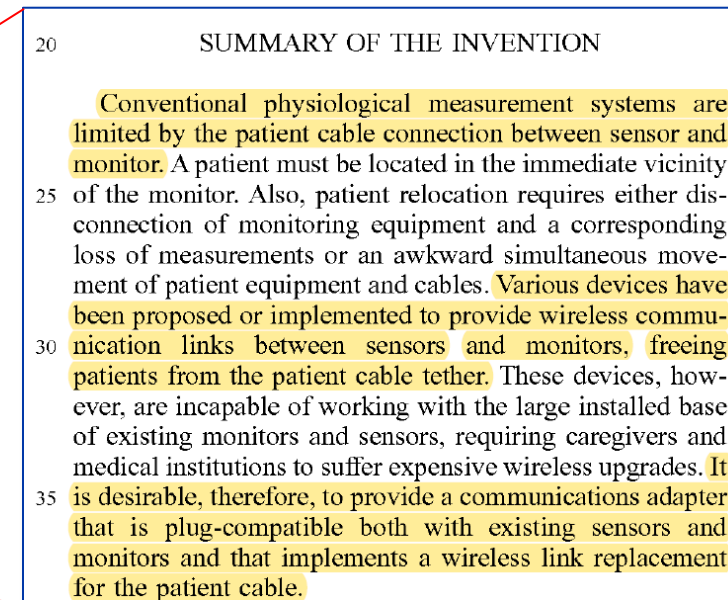 20 SUMMARY OF THE INVENTION
Conventional physiological measurement systems are
limited by the patient cable connection between sensor and
monitor. A patient must be located in the immediate vicinity
25 of the monitor. Also, patient relocation requires either dis-
connection of monitoring equipment and a corresponding
loss of measurements or an awkward simultaneous move-
ment of patient equipment and cables. Various devices have
been proposed or implemented to provide wireless commu-
30 nication links between sensors and monitors, freeing
patients from the patient cable tether. These devices, how-
ever, are incapable of working with the large installed base
of existing monitors and sensors, requiring caregivers and
medical institutions to suffer expensive wireless upgrades. It
35 is desirable, therefore, to provide a communications adapter
that is plug-compatible both with existing sensors and
monitors and that implements a wireless link replacement
for the patient cable.